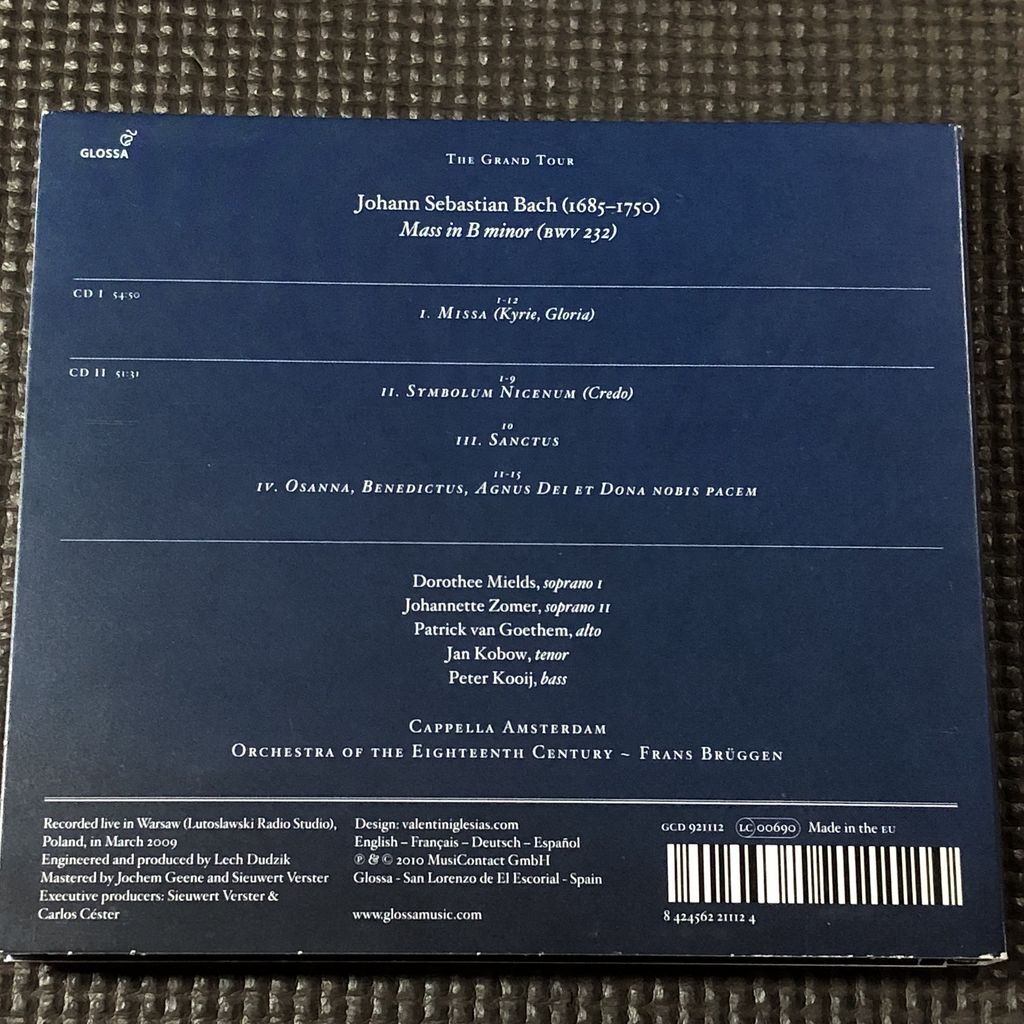 GLOSSA
The Grand Tour
Johann Sebastian Bach (1685–1750)
Mass in B minor (BWV 232)
CD I 54:50
1-12
I. Missa (Kyrie, Gloria)
CD II 51:31
1-9
II. Symbolum Nicenum (Credo)
10
III. Sanctus
11-15
IV. Osanna, Benedictus, Agnus Dei et Dona nobis pacem
Dorothee Mields, soprano I
Johannette Zomer, soprano II
Patrick van Goethem, alto
Jan Kobow, tenor
Peter Kooij, bass
Cappella Amsterdam
Orchestra of the Eighteenth Century ~ Frans Brüggen
Recorded live in Warsaw (Lutoslawski Radio Studio),
Poland, in March 2009
Engineered and produced by Lech Dudzik
Mastered by Jochem Geene and Sieuwert Verster
Executive producers: Sieuwert Verster &
Carlos Céster
Design: valentiniglesias.com
English – Français – Deutsch – Español
℗ & © 2010 MusiContact GmbH
Glossa - San Lorenzo de El Escorial - Spain
www.glossamusic.com
GCD 921112 LC 00690 Made in the EU
8 424562 21112 4